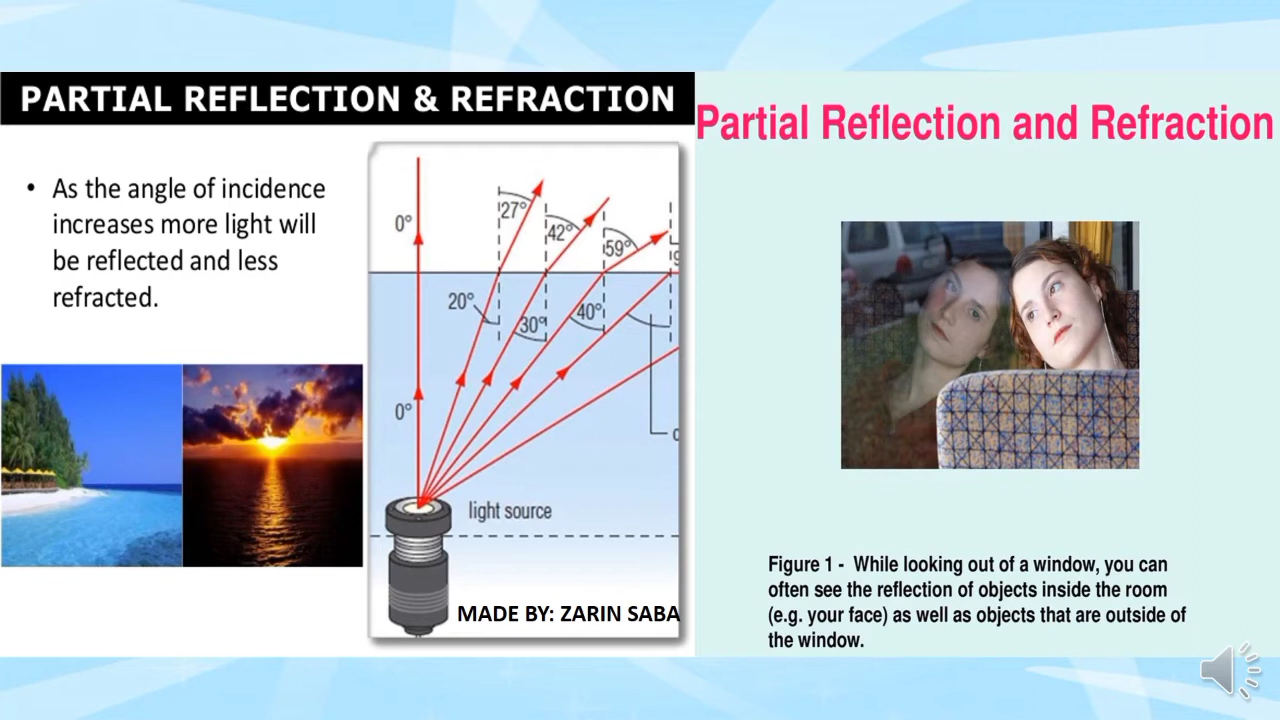 PARTIAL REFLECTION & REFRACTION
• As the angle of incidence
increases more light will
be reflected and less
refracted.
0°
27°
42°
59°
20°
30°
40°
0°
light source
MADE BY: ZARIN SABA
Partial Reflection and Refraction
Figure 1 - While looking out of a window, you can
often see the reflection of objects inside the room
(e.g. your face) as well as objects that are outside of
the window.